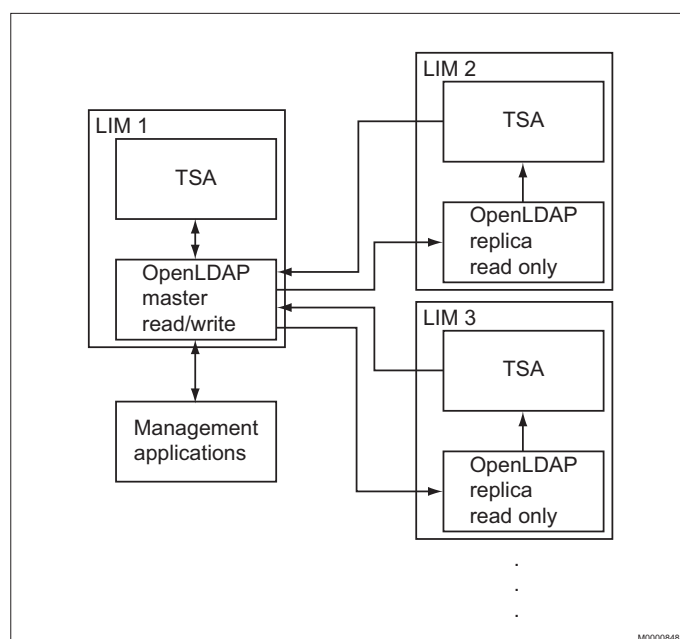 LIM 1
TSA
OpenLDAP
master
read/write
Management
applications
LIM 2
TSA
OpenLDAP
replica
read only
LIM 3
TSA
OpenLDAP
replica
read only
.
.
.
M0000848